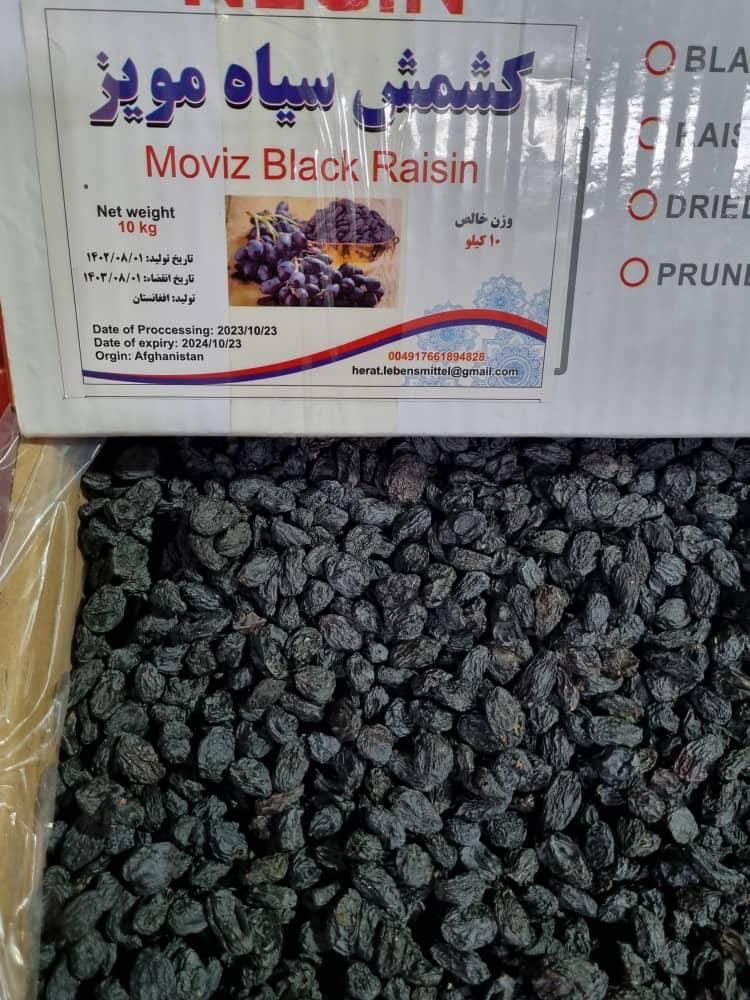 کشمش سیاه مویز
Moviz Black Raisin
Net weight
10 kg
وزن خالص
۱۰ کیلو
تاریخ تولید: ۱۴۰۲/۰۸/۰۱
تاریخ انقضاء: ۱۴۰۳/۰۸/۰۱
تولید: افغانستان
Date of Proccessing: 2023/10/23
Date of expiry: 2024/10/23
Orgin: Afghanistan
004917661894828
herat.lebensmittel@gmail.com
BLA
RAIS
DRIED
PRUN